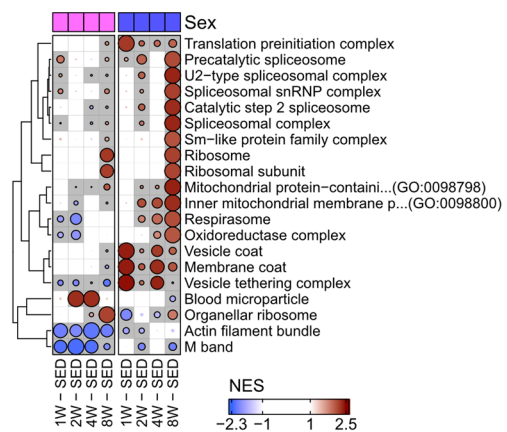 Sex
Translation preinitiation complex
Precatalytic spliceosome
U2-type spliceosomal complex
Spliceosomal snRNP complex
Catalytic step 2 spliceosome
Spliceosomal complex
Sm-like protein family complex
Ribosome
Ribosomal subunit
Mitochondrial protein-containi...(GO:0098798)
Inner mitochondrial membrane p...(GO:0098800)
Respirasome
Oxidoreductase complex
Vesicle coat
Membrane coat
Vesicle tethering complex
Blood microparticle
Organellar ribosome
Actin filament bundle
M band
1W – SED
2W – SED
4W – SED
8W – SED
1W – SED
2W – SED
4W – SED
8W – SED
NES
−2.3 −1 1 2.5